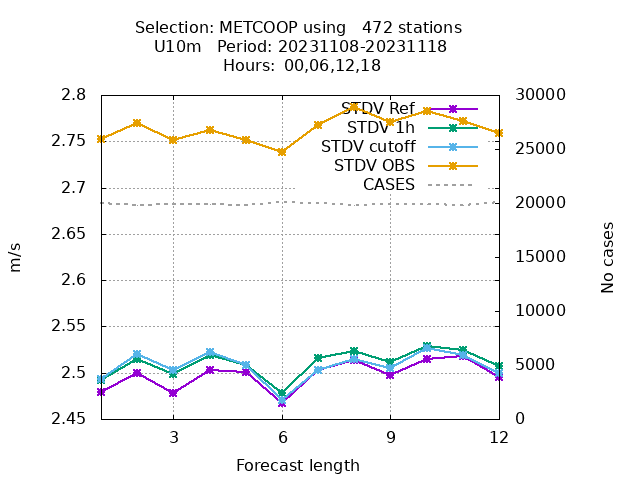 Selection: METCOOP using   472 stations
U10m   Period: 20231108-20231118
Hours:  00,06,12,18
2.8
2.75
2.7
2.65
2.6
2.55
2.5
2.45
m/s
STDV Ref
STDV 1h
STDV cutoff
STDV OBS
CASES
30000
25000
20000
15000
10000
5000
0
No cases
3 6 9 12
Forecast length